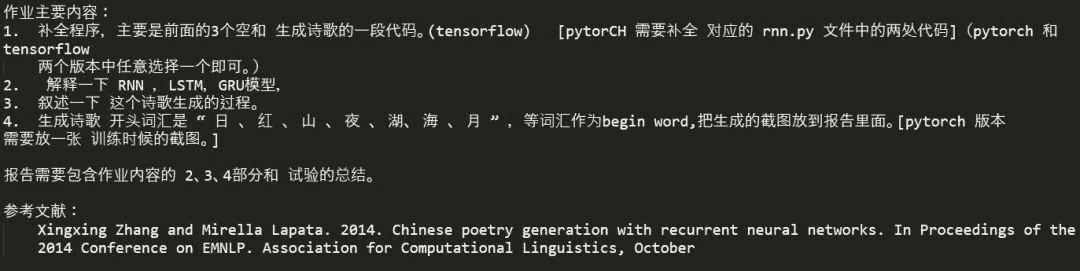 作业主要内容：
1. 补全程序，主要是前面的3个空和 生成诗歌的一段代码。(tensorflow) [pytorCH 需要补全 对应的 rnn.py 文件中的两处代码]（pytorch 和
tensorflow
两个版本中任意选择一个即可。）
2. 解释一下 RNN ，LSTM，GRU模型，
3. 叙述一下 这个诗歌生成的过程。
4. 生成诗歌 开头词汇是 “ 日 、 红 、 山 、 夜 、 湖、 海 、 月 ” ，等词汇作为begin word,把生成的截图放到报告里面。[pytorch 版本
需要放一张 训练时候的截图。]
报告需要包含作业内容的 2、3、4部分和 试验的总结。
参考文献：
Xingxing Zhang and Mirella Lapata. 2014. Chinese poetry generation with recurrent neural networks. In Proceedings of the
2014 Conference on EMNLP. Association for Computational Linguistics, October